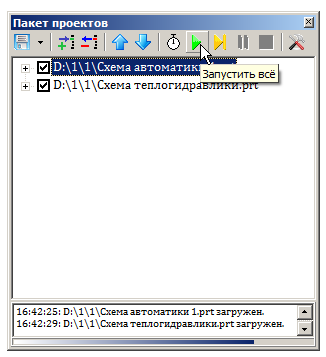 Пакет проектов
D:\1\1\Схема автоматик
Запустить всё
D:\1\1\Схема теплогидравлики.prt
16:42:25: D:\1\1\Схема автоматики 1.prt загружен.
16:42:29: D:\1\1\Схема теплогидравлики.prt загружен.